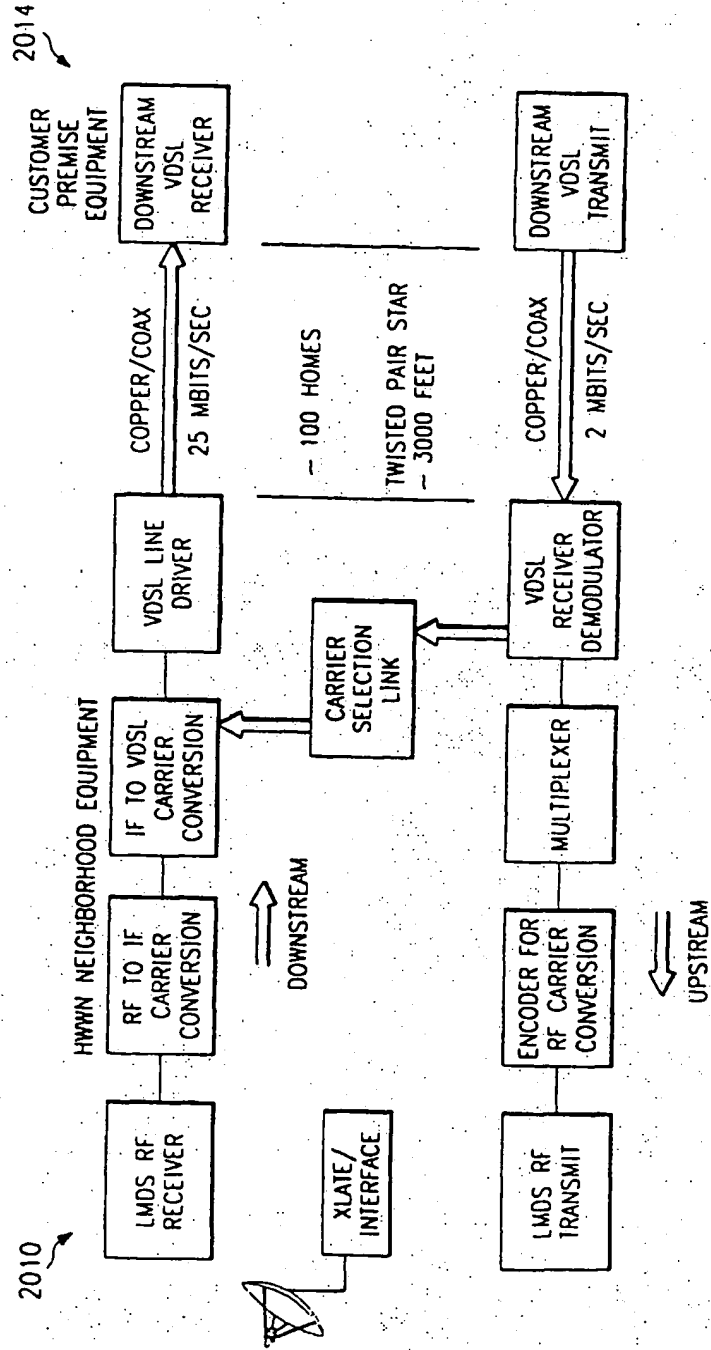 2010
2014
HWWN NEIGHBORHOOD EQUIPMENT
CUSTOMER
PREMISE
EQUIPMENT
LMDS RF
RECEIVER
RF TO IF
CARRIER
CONVERSION
IF TO VDSL
CARRIER
CONVERSION
VDSL LINE
DRIVER
COPPER/COAX
25 MBITS/SEC
DOWNSTREAM
VDSL
RECEIVER
DOWNSTREAM
XLATE/
INTERFACE
CARRIER
SELECTION
LINK
~ 100 HOMES
TWISTED PAIR STAR
~ 3000 FEET
LMDS RF
TRANSMIT
ENCODER FOR
RF CARRIER
CONVERSION
MULTIPLEXER
VDSL
RECEIVER
DEMODULATOR
COPPER/COAX
2 MBITS/SEC
DOWNSTREAM
VDSL
TRANSMIT
UPSTREAM